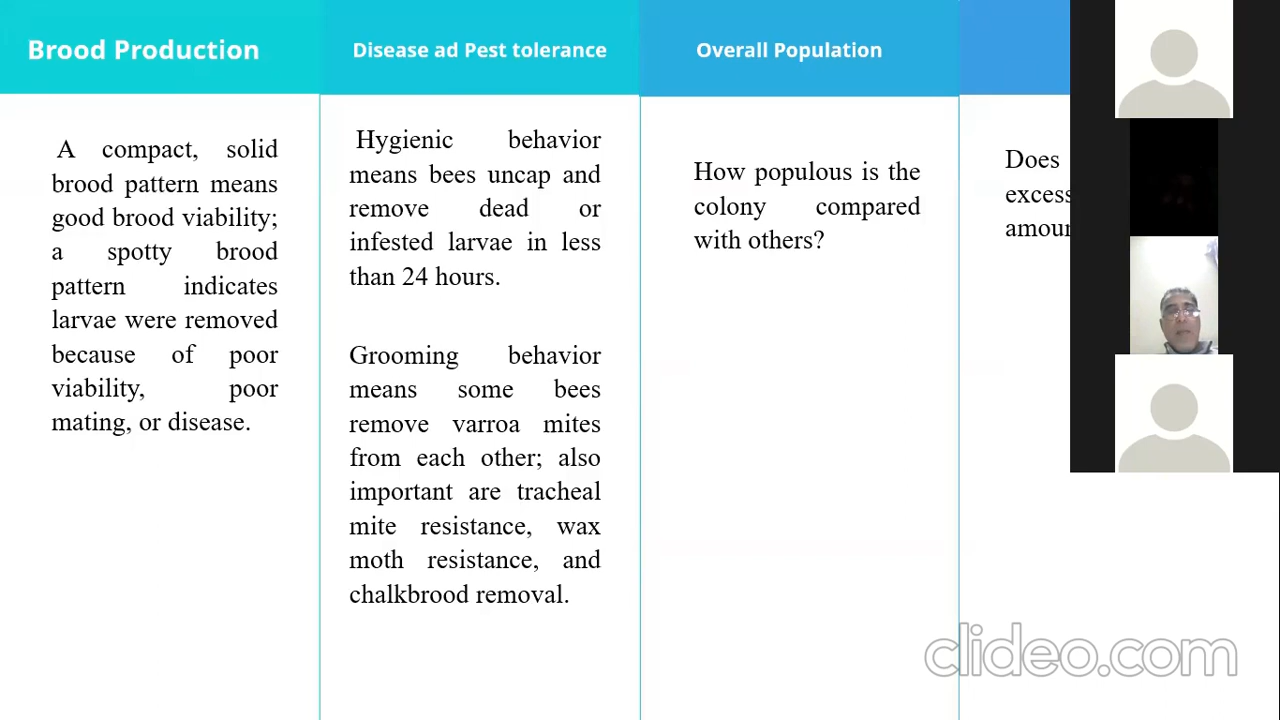 Brood Production
A compact, solid
brood pattern means
good brood viability;
a spotty brood
pattern indicates
larvae were removed
because of poor
viability, poor
mating, or disease.
Disease ad Pest tolerance
Hygienic behavior
means bees uncap and
remove dead or
infested larvae in less
than 24 hours.
Grooming behavior
means some bees
remove varroa mites
from each other; also
important are tracheal
mite resistance, wax
moth resistance, and
chalkbrood removal.
Overall Population
How populous is the
colony compared
with others?
Does
clideo.com